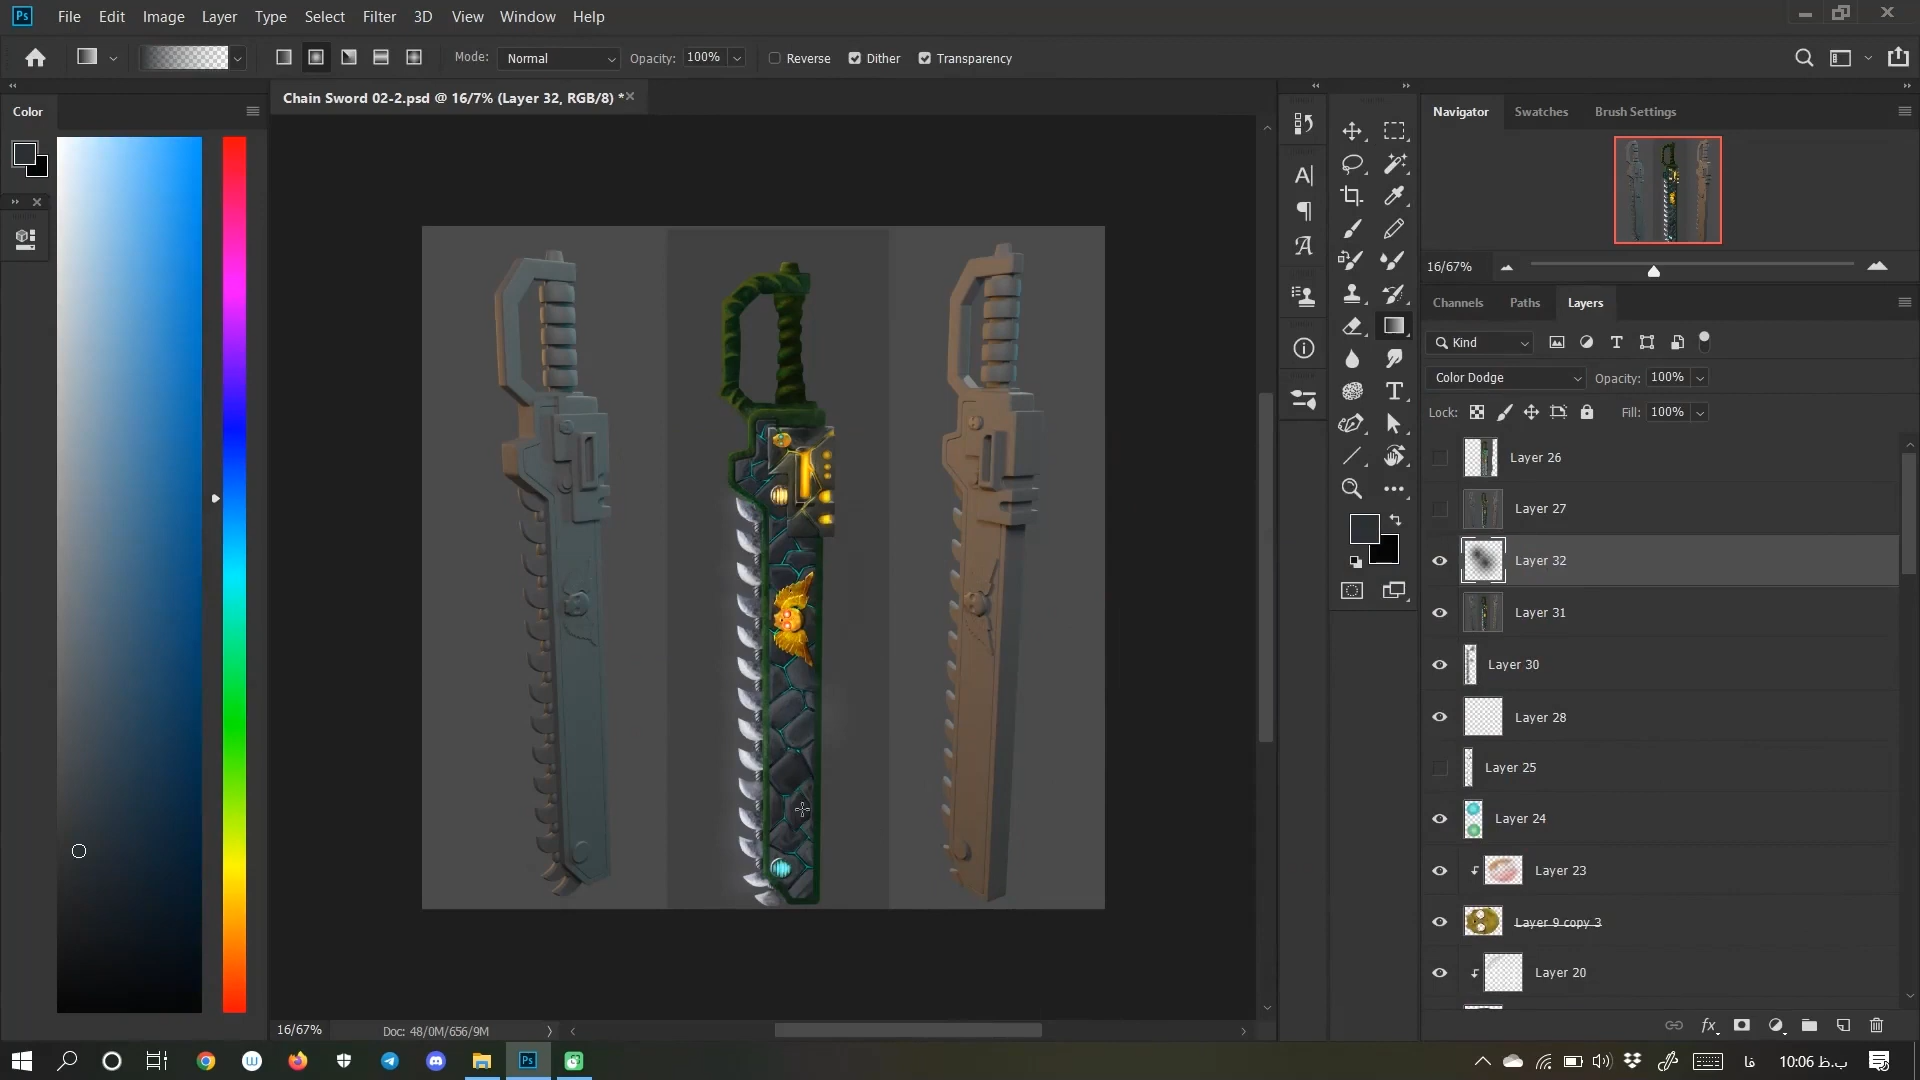 Ps File Edit Image Layer Type Select Filter 3D View Window Help
Mode: Normal Opacity: 100% Reverse Dither Transparency
Color
Chain Sword 02-2.psd @ 16/7% (Layer 32, RGB/8) *
Navigator Swatches Brush Settings
16/67%
Channels Paths Layers
Kind
Color Dodge Opacity: 100%
Lock: Fill: 100%
Layer 26
Layer 27
Layer 32
Layer 31
Layer 30
Layer 28
Layer 25
Layer 24
Layer 23
Layer 9 copy 3
Layer 20
16/67% Doc: 48/0M/656/9M
Ps فا 10:06 ب.ظ